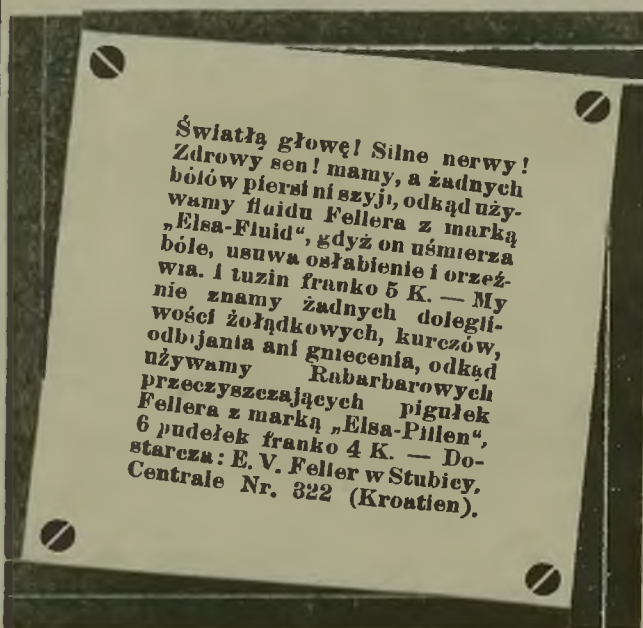 Światłą głowę! Silne nerwy!
Zdrowy sen! mamy, a żadnych
bólów piersi ni szyji, odkąd uży-
wamy fluidu Fellera z marką
„Elsa-Fluid“, gdyż on uśmierza
bóle, usuwa osłabienie i orzeź-
wia. 1 tuzin franko 5 K. — My
nie znamy żadnych dolegli-
wości żołądkowych, kurczów,
odbijania ani gniecenia, odkąd
używamy Rabarbarowych
przeczyszczających pigułek
Fellera z marką „Elsa-Pillen“,
6 pudełek franko 4 K. — Do-
starcza: E. V. Feller w Stubicy,
Centrale Nr. 322 (Kroatien).